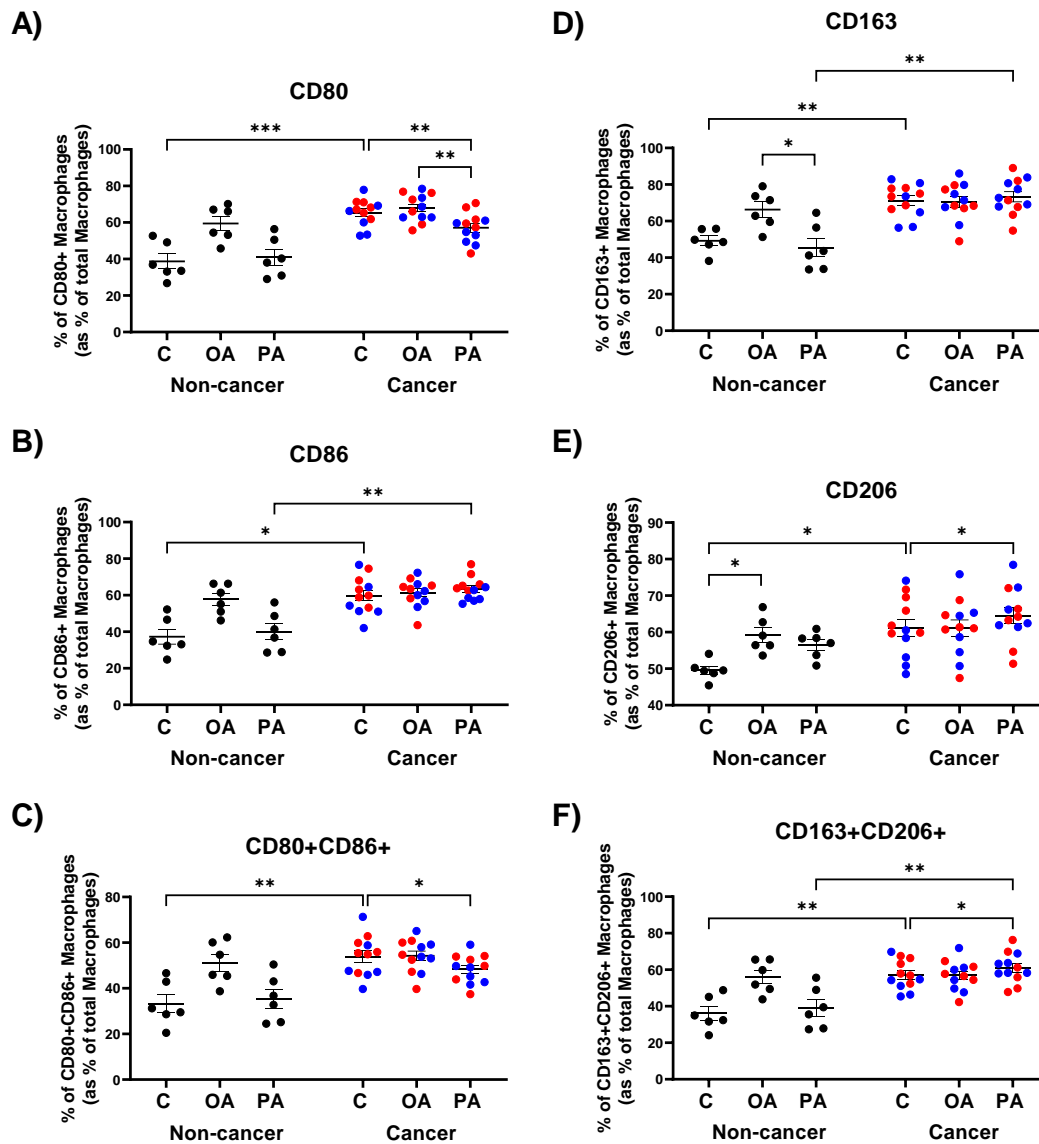 A)
CD80
***
**
**
% of CD80+ Macrophages
(as % of total Macrophages)
100
80
60
40
20
0
C OA PA C OA PA
Non-cancer Cancer
B)
CD86
**
*
% of CD86+ Macrophages
(as % of total Macrophages)
100
80
60
40
20
0
C OA PA C OA PA
Non-cancer Cancer
C)
CD80+CD86+
**
*
% of CD80+CD86+ Macrophages
(as % of total Macrophages)
80
60
40
20
0
C OA PA C OA PA
Non-cancer Cancer
D)
CD163
**
**
*
% of CD163+ Macrophages
(as % of total Macrophages)
100
80
60
40
20
0
C OA PA C OA PA
Non-cancer Cancer
E)
CD206
*
*
*
% of CD206+ Macrophages
(as % of total Macrophages)
90
80
70
60
50
40
C OA PA C OA PA
Non-cancer Cancer
F)
CD163+CD206+
**
**
*
% of CD163+CD206+ Macrophages
(as % of total Macrophages)
100
80
60
40
20
0
C OA PA C OA PA
Non-cancer Cancer